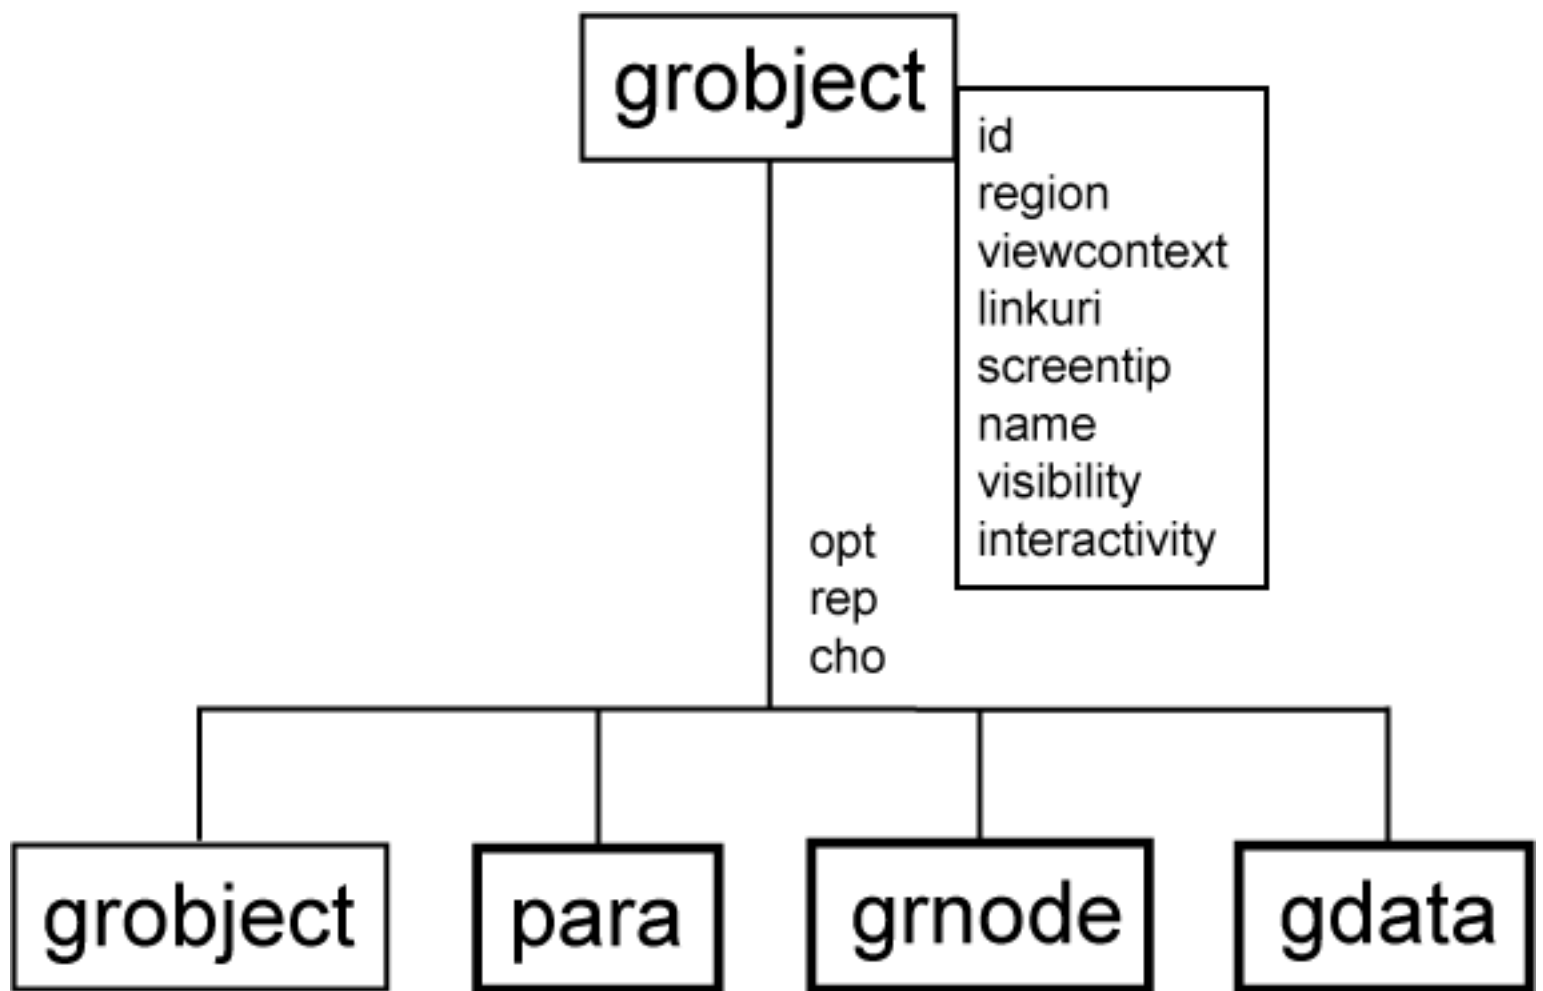 grobject
id
region
viewcontext
linkuri
screentip
name
visibility
interactivity
opt
rep
cho
grobject
para
grnode
gdata